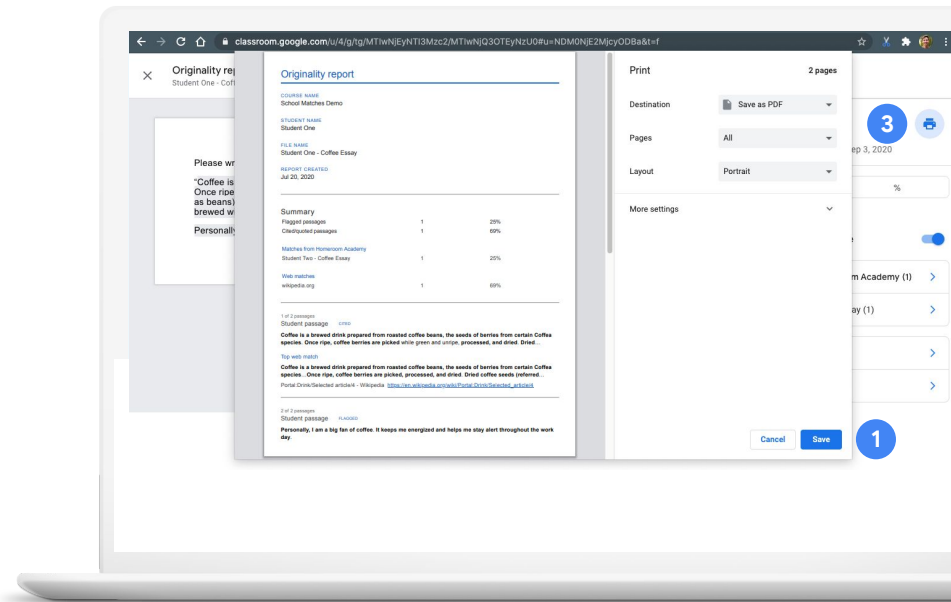 classroom.google.com/u/4/g/tg/MTIwNjEyNTI3Mzc2/MTIwNjQ3OTEyNzU0#u=NDM0NjE2MjcyODBa&t=f
Originality rep
Student One - Coff
Please wr
"Coffee is
Once ripe
as beans)
brewed w
Personally
Originality report
COURSE NAME
School Matches Demo
STUDENT NAME
Student One
FILE NAME
Student One - Coffee Essay
REPORT CREATED
Jul 20, 2020
Summary
Flagged passages 1 25%
Cited/quoted passages 1 69%
Matches from Homeroom Academy
Student Two - Coffee Essay 1 25%
Web matches
wikipedia.org 1 69%
1 of 2 passages
Student passage CITED
Coffee is a brewed drink prepared from roasted coffee beans, the seeds of berries from certain Coffea
species. Once ripe, coffee berries are picked while green and unripe, processed, and dried. Dried...
Top web match
Coffee is a brewed drink prepared from roasted coffee beans, the seeds of berries from certain Coffea
species...Once ripe, coffee berries are picked, processed, and dried. Dried coffee seeds (referred...
Portal:Drink/Selected article/4 - Wikipedia https://en.wikipedia.org/wiki/Portal:Drink/Selected_article/4
2 of 2 passages
Student passage FLAGGED
Personally, I am a big fan of coffee. It keeps me energized and helps me stay alert throughout the work
day.
Print 2 pages
Destination Save as PDF
Pages All
Layout Portrait
More settings
Cancel Save
1
3
ep 3, 2020
%
m Academy (1)
ay (1)